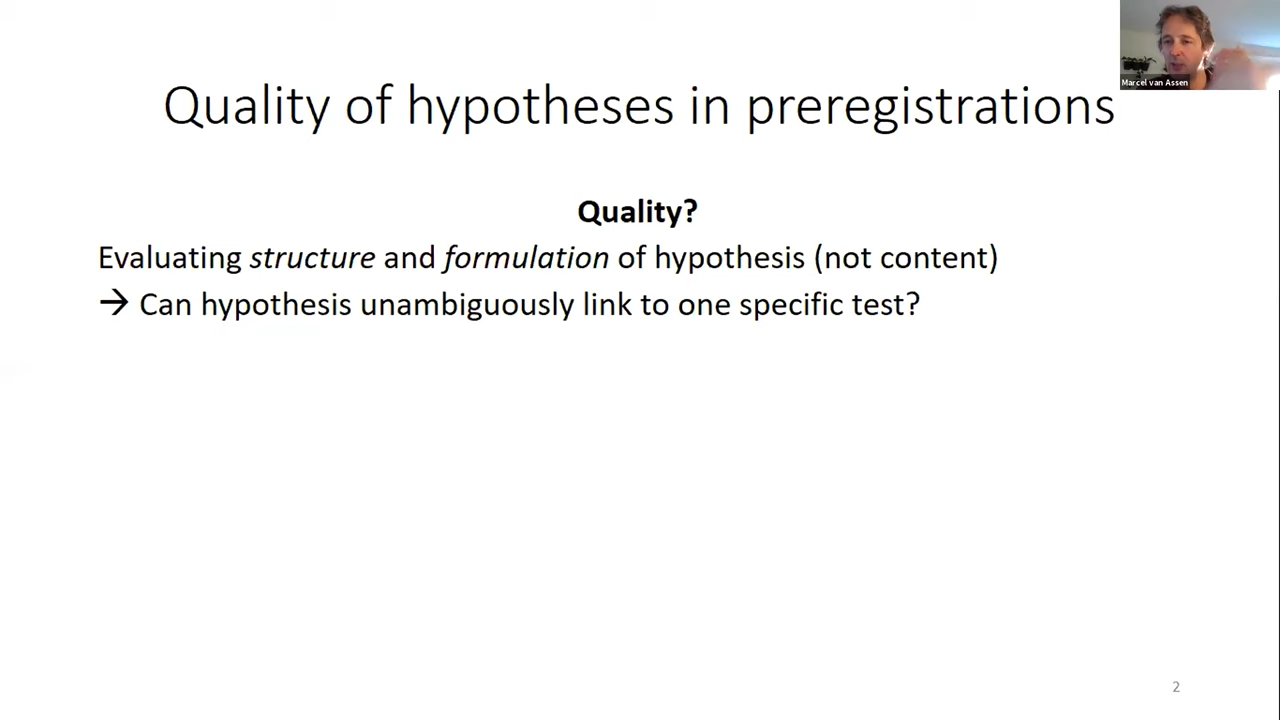 Marcel van Assen
Quality of hypotheses in preregistrations
Quality?
Evaluating structure and formulation of hypothesis (not content)
→ Can hypothesis unambiguously link to one specific test?
2